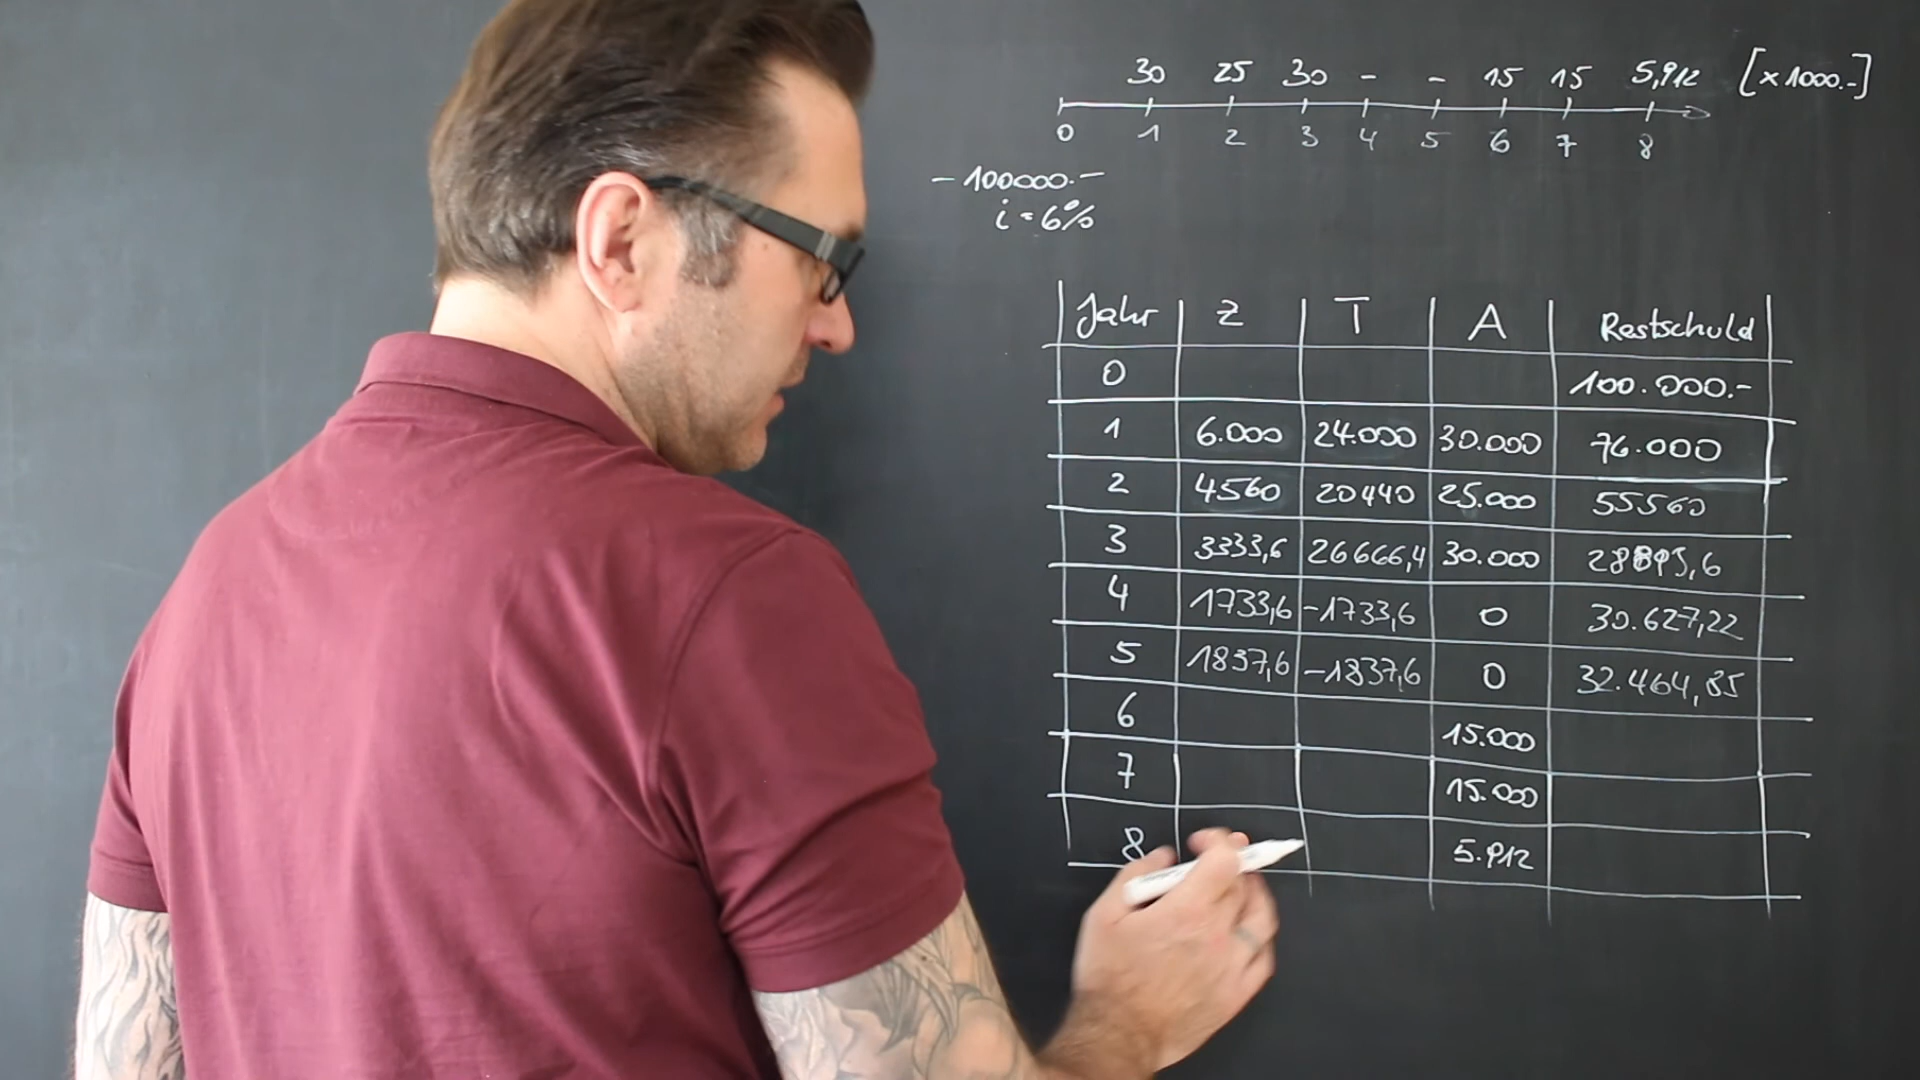 30 25 30 - - 15 15 5,912 [x1000.-]
0 1 2 3 4 5 6 7 8
- 100000.-
i = 6%
Jahr Z T A Restschuld
0 100.000.-
1 6.000 24.000 30.000 76.000
2 4560 20440 25.000 55560
3 3333,6 26666,4 30.000 28893,6
4 1733,6 -1733,6 0 30.627,22
5 1837,6 -1837,6 0 32.464,85
6 15.000
7 15.000
8 5.912